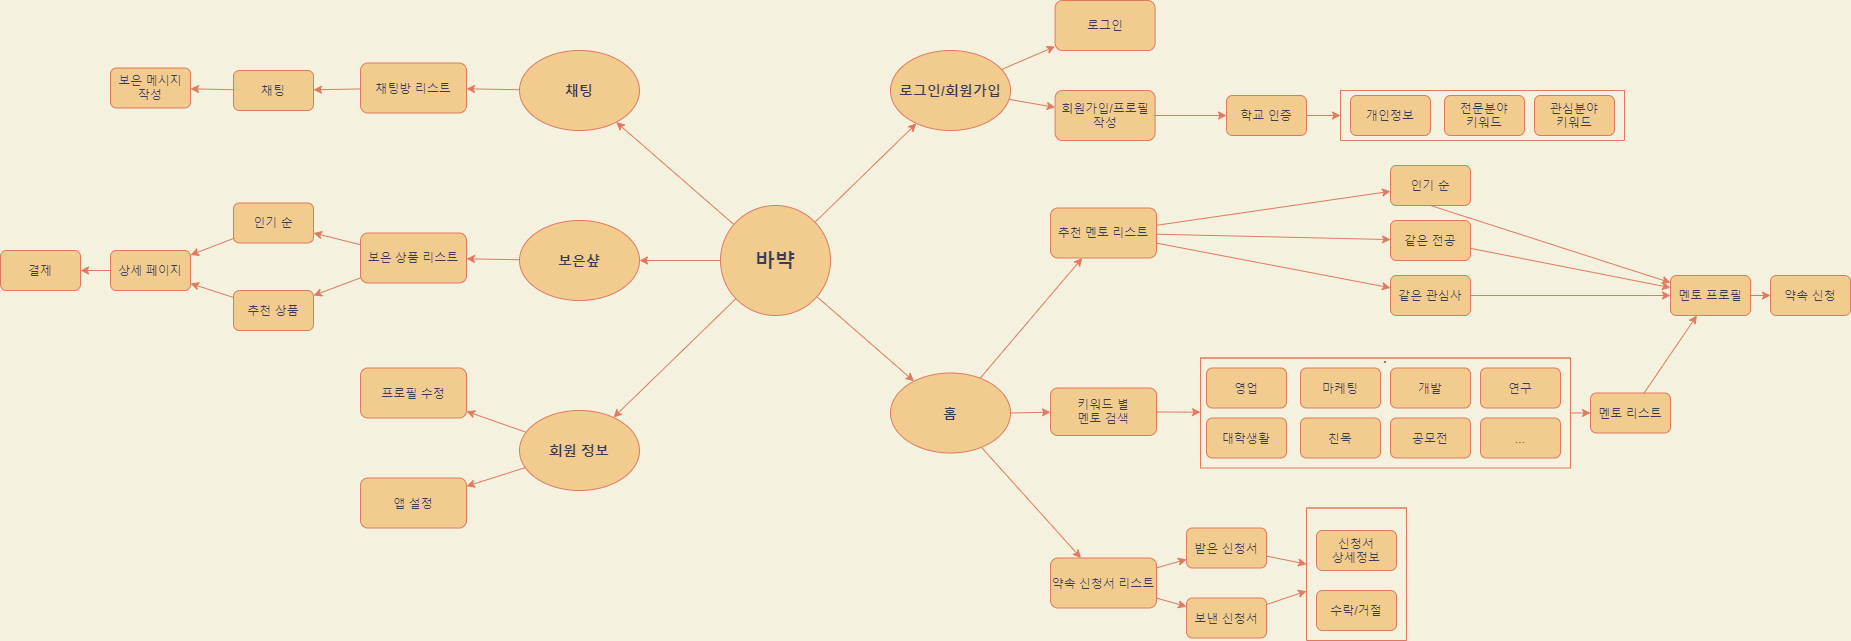 로그인
보은 메시지
작성
채팅
채팅방 리스트
채팅
로그인/회원가입
회원가입/프로필
작성
학교 인증
개인정보
전문분야
키워드
관심분야
키워드
인기 순
추천 멘토 리스트
같은 전공
같은 관심사
멘토 프로필
약속 신청
인기 순
보은 상품 리스트
보은샾
바뱍
결제
상세 페이지
추천 상품
프로필 수정
회원 정보
앱 설정
홈
키워드 별
멘토 검색
영업
마케팅
개발
연구
대학생활
친목
공모전
...
멘토 리스트
약속 신청서 리스트
받은 신청서
보낸 신청서
신청서
상세정보
수락/거절